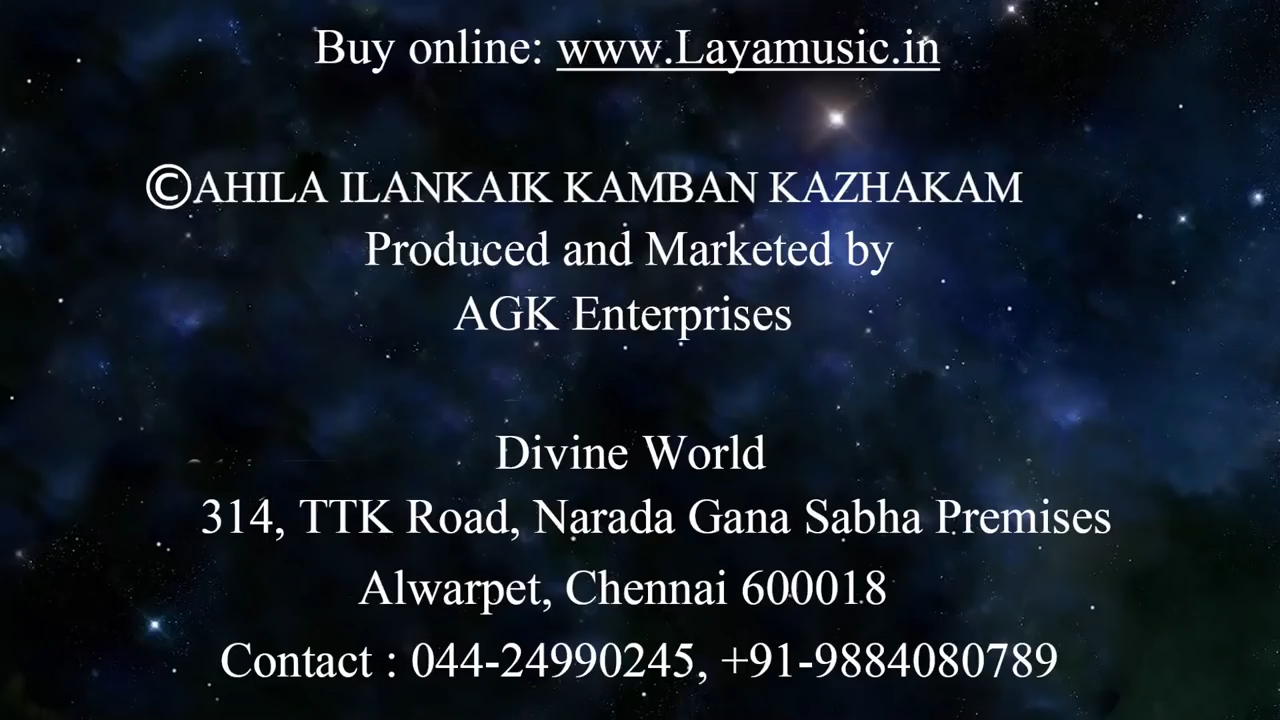 Buy online: www.Layamusic.in
©AHILA ILANKAIK KAMBAN KAZHAKAM
Produced and Marketed by
AGK Enterprises
Divine World
314, TTK Road, Narada Gana Sabha Premises
Alwarpet, Chennai 600018
Contact : 044-24990245, +91-9884080789